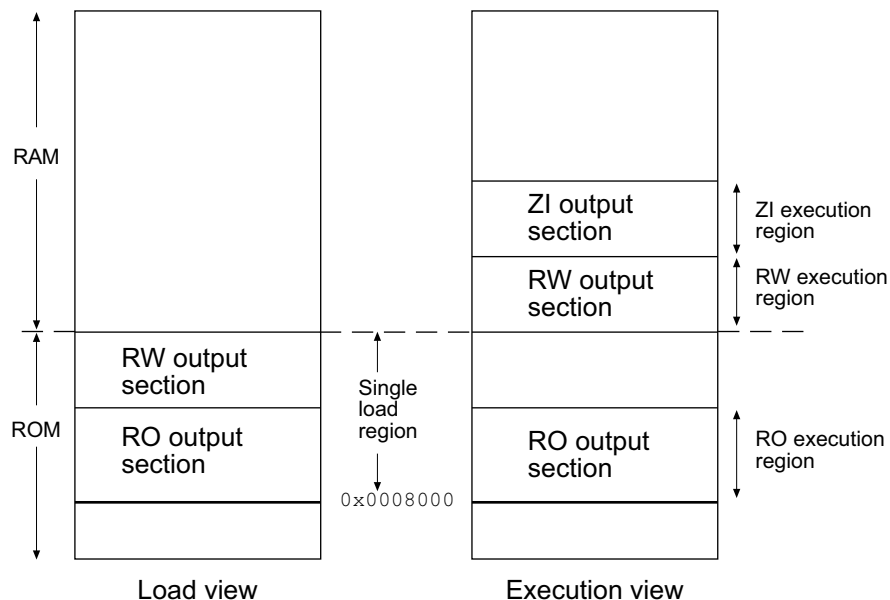 RAM
ZI output
section
ZI execution
region
RW output
section
RW execution
region
RW output
section
Single
load
region
ROM
RO output
section
RO output
section
RO execution
region
0x0008000
Load view
Execution view